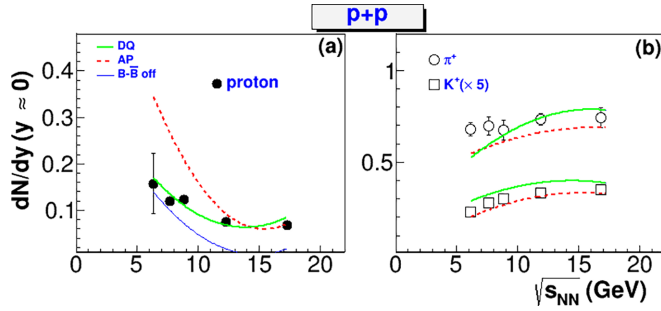 p+p
DQ
AP
B-B̅ off
(a)
proton
dN/dy (y ≈ 0)
0.4
0.3
0.2
0.1
0 5 10 15 20
(b)
π⁺
K⁺(× 5)
1
0.5
0 5 10 15 20
√sNN (GeV)